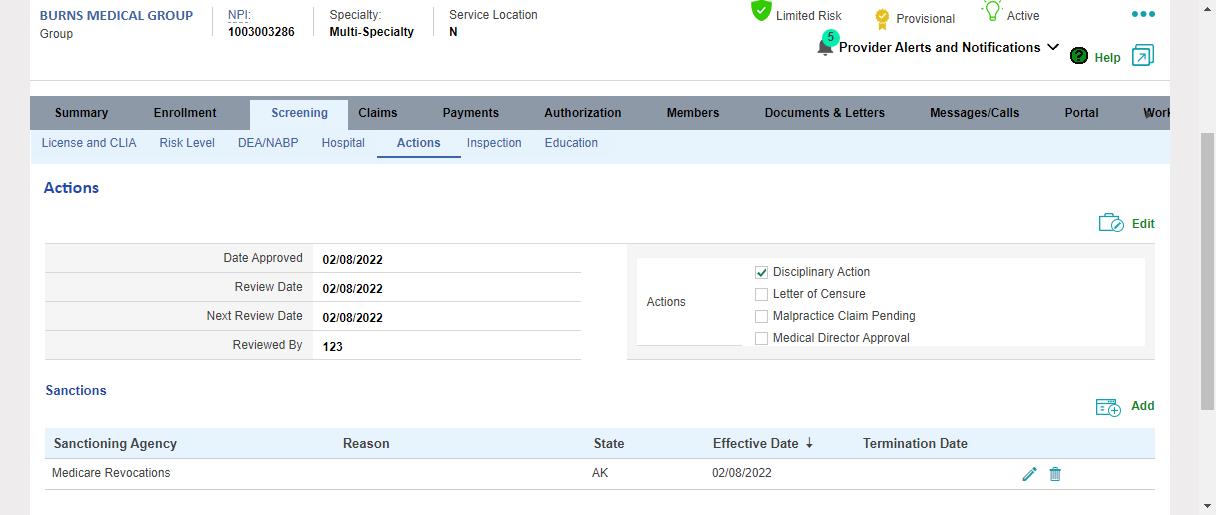 BURNS MEDICAL GROUP
Group
NPI:
1003003286
Specialty:
Multi-Specialty
Service Location
N
Limited Risk
Provisional
Active
5
Provider Alerts and Notifications
? Help
Summary Enrollment Screening Claims Payments Authorization Members Documents & Letters Messages/Calls Portal Work
License and CLIA Risk Level DEA/NABP Hospital Actions Inspection Education
Actions
Edit
Date Approved 02/08/2022
Review Date 02/08/2022
Next Review Date 02/08/2022
Reviewed By 123
Actions
Disciplinary Action
Letter of Censure
Malpractice Claim Pending
Medical Director Approval
Sanctions
Add
Sanctioning Agency Reason State Effective Date ↓ Termination Date
Medicare Revocations AK 02/08/2022